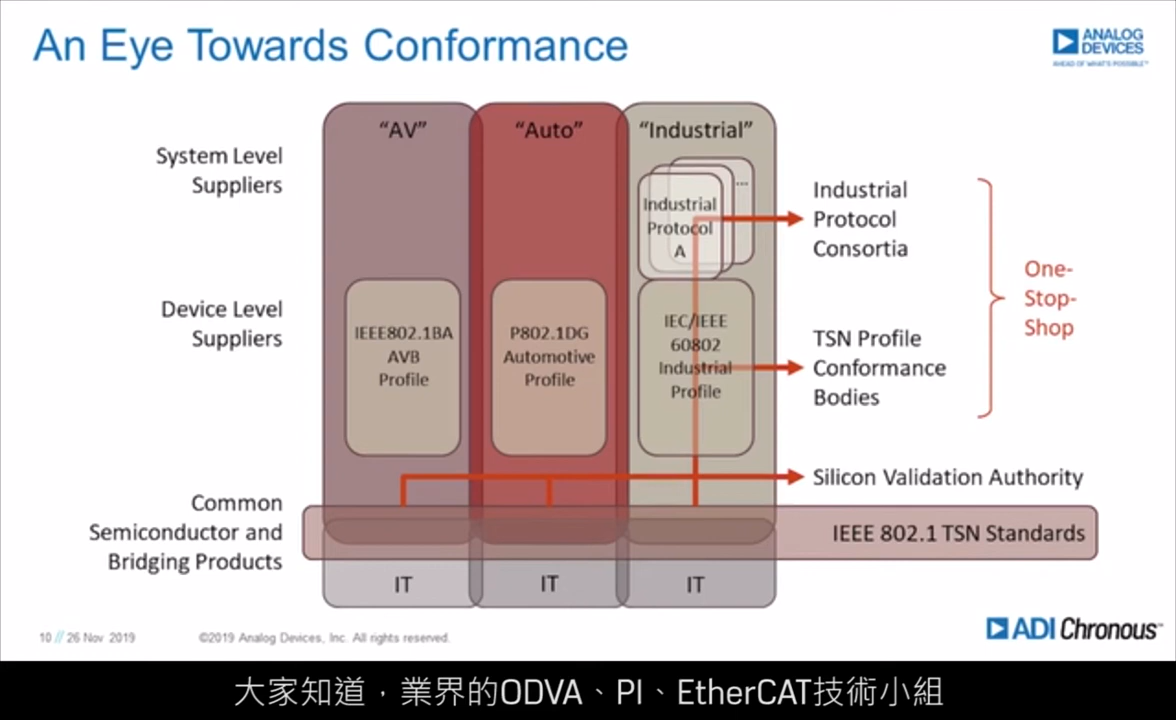 An Eye Towards Conformance
ANALOG
DEVICES
AHEAD OF WHAT'S POSSIBLE™
System Level
Suppliers
Device Level
Suppliers
Common
Semiconductor and
Bridging Products
"AV"
"Auto"
"Industrial"
...
Industrial
Protocol
A
IEEE802.1BA
AVB
Profile
P802.1DG
Automotive
Profile
IEC/IEEE
60802
Industrial
Profile
Industrial
Protocol
Consortia
TSN Profile
Conformance
Bodies
One-
Stop-
Shop
Silicon Validation Authority
IEEE 802.1 TSN Standards
IT
IT
IT
10 // 26 Nov 2019
©2019 Analog Devices, Inc. All rights reserved.
ADI Chronous™
大家知道，業界的ODVA、PI、EtherCAT技術小組